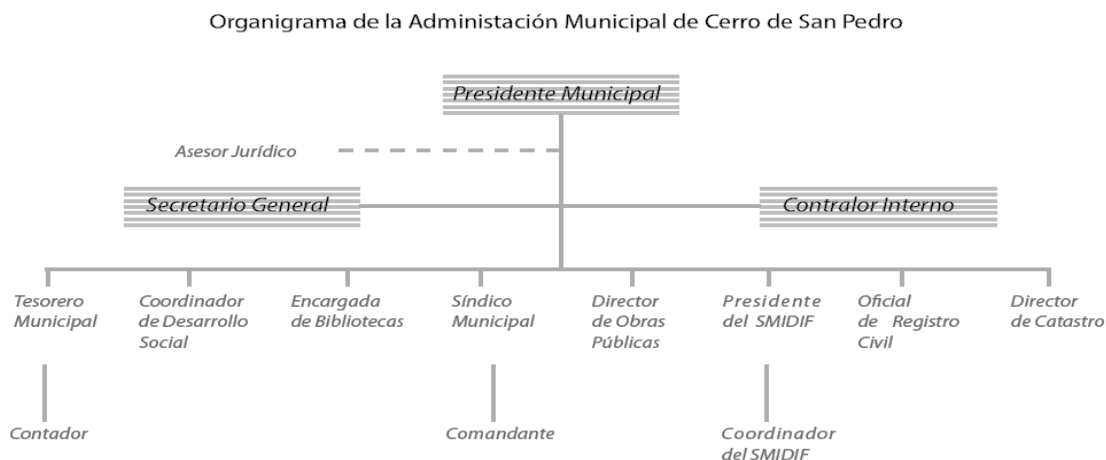 Organigrama de la Administación Municipal de Cerro de San Pedro
Presidente Municipal
Asesor Jurídico
Secretario General
Contralor Interno
Tesorero
Municipal
Coordinador
de Desarrollo
Social
Encargada
de Bibliotecas
Síndico
Municipal
Director
de Obras
Públicas
Presidente
del SMIDIF
Oficial
de Registro
Civil
Director
de Catastro
Contador
Comandante
Coordinador
del SMIDIF